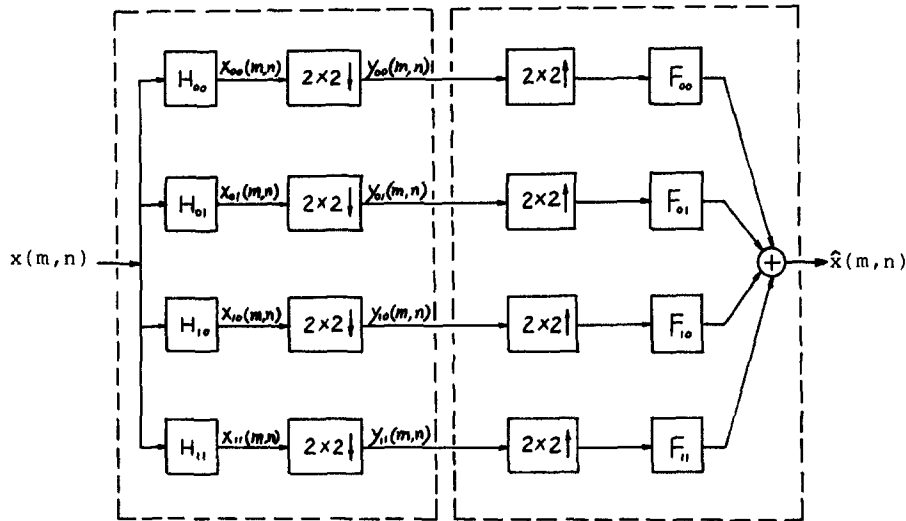 H₀₀ x₀₀(m,n) 2×2↓ y₀₀(m,n) 2×2↑ F₀₀
H₀₁ x₀₁(m,n) 2×2↓ y₀₁(m,n) 2×2↑ F₀₁
x(m,n) + x̂(m,n)
H₁₀ x₁₀(m,n) 2×2↓ y₁₀(m,n) 2×2↑ F₁₀
H₁₁ x₁₁(m,n) 2×2↓ y₁₁(m,n) 2×2↑ F₁₁